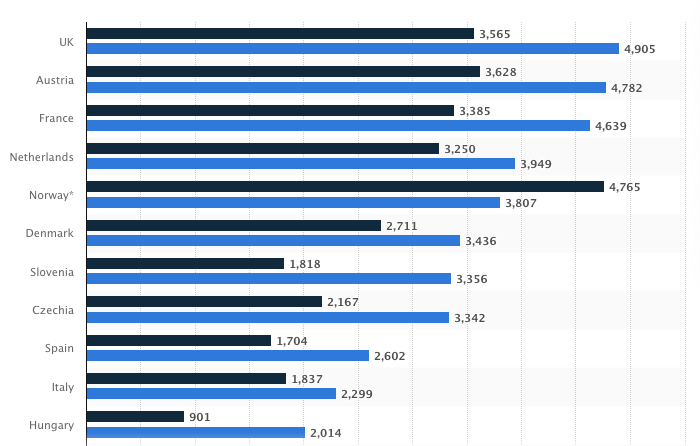 UK
3,565
4,905
Austria
3,628
4,782
France
3,385
4,639
Netherlands
3,250
3,949
Norway*
4,765
3,807
Denmark
2,711
3,436
Slovenia
1,818
3,356
Czechia
2,167
3,342
Spain
1,704
2,602
Italy
1,837
2,299
Hungary
901
2,014